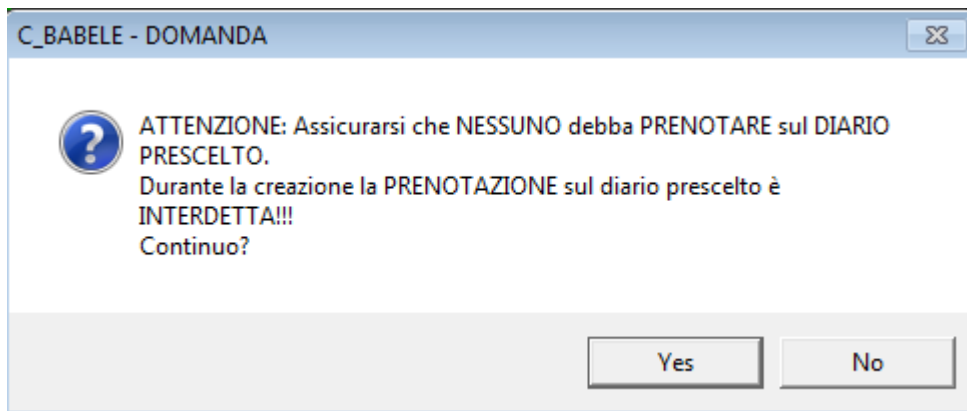 C_BABELE - DOMANDA
ATTENZIONE: Assicurarsi che NESSUNO debba PRENOTARE sul DIARIO
PRESCELTO.
Durante la creazione la PRENOTAZIONE sul diario prescelto è
INTERDETTA!!!
Continuo?
Yes
No